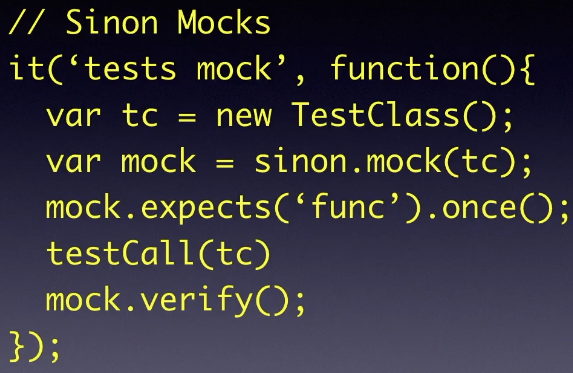 // Sinon Mocks
it(‘tests mock’, function(){
  var tc = new TestClass();
  var mock = sinon.mock(tc);
  mock.expects(‘func’).once();
  testCall(tc)
  mock.verify();
});